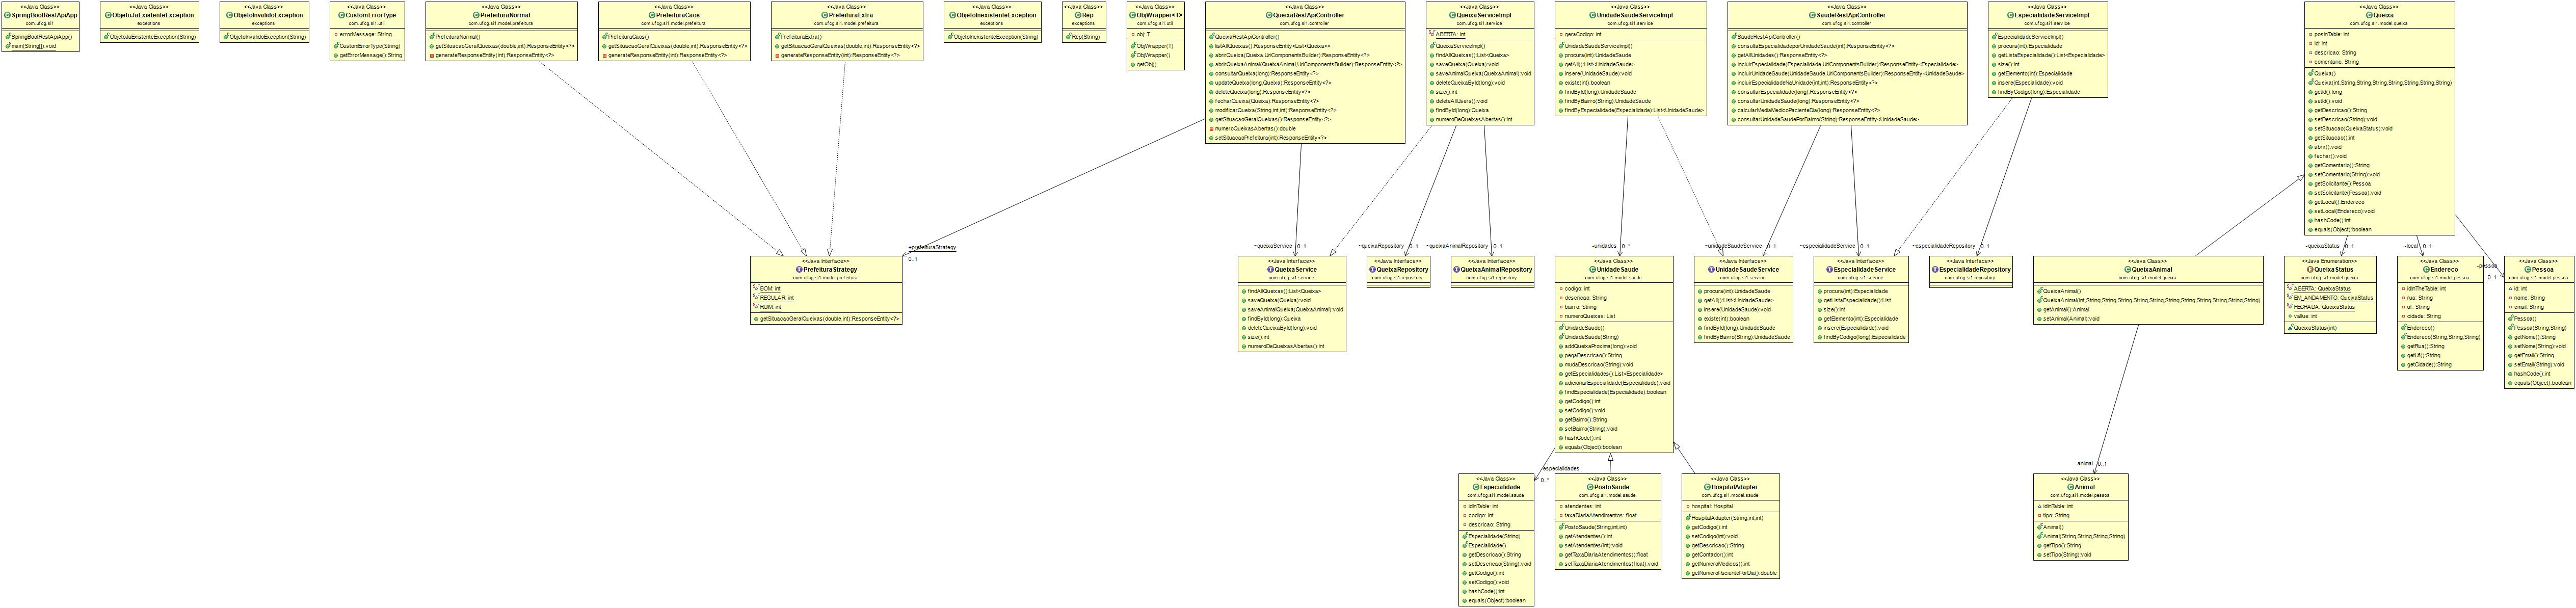 <<Java Class>>
SpringBootRestApiApp
com.ufcg.si1
SpringBootRestApiApp()
main(String[]):void
<<Java Class>>
ObjetoJaExistenteException
exceptions
ObjetoJaExistenteException(String)
<<Java Class>>
ObjetoInvalidoException
exceptions
ObjetoInvalidoException(String)
<<Java Class>>
CustomErrorType
com.ufcg.si1.util
errorMessage: String
CustomErrorType(String)
getErrorMessage():String
<<Java Class>>
PrefeituraNormal
com.ufcg.si1.model.prefeitura
PrefeituraNormal()
getSituacaoGeralQueixas(double,int):ResponseEntity<?>
generateResponseEntity(int):ResponseEntity<?>
<<Java Class>>
PrefeituraCaos
com.ufcg.si1.model.prefeitura
PrefeituraCaos()
getSituacaoGeralQueixas(double,int):ResponseEntity<?>
generateResponseEntity(int):ResponseEntity<?>
<<Java Class>>
PrefeituraExtra
com.ufcg.si1.model.prefeitura
PrefeituraExtra()
getSituacaoGeralQueixas(double,int):ResponseEntity<?>
generateResponseEntity(int):ResponseEntity<?>
<<Java Class>>
ObjetoInexistenteException
exceptions
ObjetoInexistenteException(String)
<<Java Class>>
Rep
exceptions
Rep(String)
<<Java Class>>
ObjWrapper<T>
com.ufcg.si1.util
obj: T
ObjWrapper(T)
ObjWrapper()
getObj()
<<Java Class>>
QueixaRestApiController
com.ufcg.si1.controller
QueixaRestApiController()
listAllQueixas():ResponseEntity<List<Queixa>>
abrirQueixa(Queixa,UriComponentsBuilder):ResponseEntity<?>
abrirQueixaAnimal(QueixaAnimal,UriComponentsBuilder):ResponseEntity<?>
consultarQueixa(long):ResponseEntity<?>
updateQueixa(long,Queixa):ResponseEntity<?>
deleteQueixa(long):ResponseEntity<?>
fecharQueixa(Queixa):ResponseEntity<?>
modificarQueixa(String,int,int):ResponseEntity<?>
getSituacaoGeralQueixas():ResponseEntity<?>
numeroQueixasAbertas():double
setSituacaoPrefeitura(int):ResponseEntity<?>
<<Java Class>>
QueixaServiceImpl
com.ufcg.si1.service
ABERTA: int
QueixaServiceImpl()
findAllQueixas():List<Queixa>
saveQueixa(Queixa):void
saveAnimalQueixa(QueixaAnimal):void
deleteQueixaById(long):void
size():int
deleteAllUsers():void
findById(long):Queixa
numeroDeQueixasAbertas():int
<<Java Class>>
UnidadeSaudeServiceImpl
com.ufcg.si1.service
geraCodigo: int
UnidadeSaudeServiceImpl()
procura(int):UnidadeSaude
getAll():List<UnidadeSaude>
insere(UnidadeSaude):void
existe(int):boolean
findById(long):UnidadeSaude
findByBairro(String):UnidadeSaude
findByEspecialidade(Especialidade):List<UnidadeSaude>
<<Java Class>>
SaudeRestApiController
com.ufcg.si1.controller
SaudeRestApiController()
consultaEspecialidadeporUnidadeSaude(int):ResponseEntity<?>
getAllUnidades():ResponseEntity<?>
incluirEspecialidade(Especialidade,UriComponentsBuilder):ResponseEntity<Especialidade>
incluirUnidadeSaude(UnidadeSaude,UriComponentsBuilder):ResponseEntity<UnidadeSaude>
incluirEspecialidadeNaUnidade(int,int):ResponseEntity<?>
consultarEspecialidade(long):ResponseEntity<?>
consultarUnidadeSaude(long):ResponseEntity<?>
calcularMediaMedicoPacienteDia(long):ResponseEntity<?>
consultarUnidadeSaudePorBairro(String):ResponseEntity<UnidadeSaude>
<<Java Class>>
EspecialidadeServiceImpl
com.ufcg.si1.service
EspecialidadeServiceImpl()
procura(int):Especialidade
getListaEspecialidade():List<Especialidade>
size():int
getElemento(int):Especialidade
insere(Especialidade):void
findByCodigo(long):Especialidade
<<Java Class>>
Queixa
com.ufcg.si1.model.queixa
posInTable: int
id: int
descricao: String
comentario: String
Queixa()
Queixa(int,String,String,String,String,String,String,String)
getId():long
setId():void
getDescricao():String
setDescricao(String):void
setSituacao(QueixaStatus):void
getSituacao():int
abrir():void
fechar():void
getComentario():String
setComentario(String):void
getSolicitante():Pessoa
setSolicitante(Pessoa):void
getLocal():Endereco
setLocal(Endereco):void
hashCode():int
equals(Object):boolean
+prefeituraStrategy
0..1
~queixaService 0..1
~queixaRepository 0..1
~queixaAnimalRepository 0..1
-unidades 0..*
~unidadeSaudeService 0..1
~especialidadeService 0..1
~especialidadeRepository 0..1
-queixaStatus 0..1
-local 0..1
-pessoa
0..1
<<Java Interface>>
PrefeituraStrategy
com.ufcg.si1.model.prefeitura
BOM: int
REGULAR: int
RUIM: int
getSituacaoGeralQueixas(double,int):ResponseEntity<?>
<<Java Interface>>
QueixaService
com.ufcg.si1.service
findAllQueixas():List<Queixa>
saveQueixa(Queixa):void
saveAnimalQueixa(QueixaAnimal):void
findById(long):Queixa
deleteQueixaById(long):void
size():int
numeroDeQueixasAbertas():int
<<Java Interface>>
QueixaRepository
com.ufcg.si1.repository
<<Java Interface>>
QueixaAnimalRepository
com.ufcg.si1.repository
<<Java Class>>
UnidadeSaude
com.ufcg.si1.model.saude
codigo: int
descricao: String
bairro: String
numeroQueixas: List
UnidadeSaude()
UnidadeSaude(String)
addQueixaProxima(long):void
pegaDescricao():String
mudaDescricao(String):void
getEspecialidades():List<Especialidade>
adicionarEspecialidade(Especialidade):void
findEspecialidade(Especialidade):boolean
getCodigo():int
setCodigo():void
getBairro():String
setBairro(String):void
hashCode():int
equals(Object):boolean
<<Java Interface>>
UnidadeSaudeService
com.ufcg.si1.service
procura(int):UnidadeSaude
getAll():List<UnidadeSaude>
insere(UnidadeSaude):void
existe(int):boolean
findById(long):UnidadeSaude
findByBairro(String):UnidadeSaude
<<Java Interface>>
EspecialidadeService
com.ufcg.si1.service
procura(int):Especialidade
getListaEspecialidade():List
size():int
getElemento(int):Especialidade
insere(Especialidade):void
findByCodigo(long):Especialidade
<<Java Interface>>
EspecialidadeRepository
com.ufcg.si1.repository
<<Java Class>>
QueixaAnimal
com.ufcg.si1.model.queixa
QueixaAnimal()
QueixaAnimal(int,String,String,String,String,String,String,String,String,String,String,String)
getAnimal():Animal
setAnimal(Animal):void
<<Java Enumeration>>
QueixaStatus
com.ufcg.si1.model.queixa
ABERTA: QueixaStatus
EM_ANDAMENTO: QueixaStatus
FECHADA: QueixaStatus
vallue: int
QueixaStatus(int)
<<Java Class>>
Endereco
com.ufcg.si1.model.pessoa
idInTheTable: int
rua: String
uf: String
cidade: String
Endereco()
Endereco(String,String,String)
getRua():String
getUf():String
getCidade():String
<<Java Class>>
Pessoa
com.ufcg.si1.model.pessoa
id: int
nome: String
email: String
Pessoa()
Pessoa(String,String)
getNome():String
setNome(String):void
getEmail():String
setEmail(String):void
hashCode():int
equals(Object):boolean
-especialidades
0..*
-animal 0..1
<<Java Class>>
Especialidade
com.ufcg.si1.model.saude
idInTable: int
codigo: int
descricao: String
Especialidade(String)
Especialidade()
getDescricao():String
setDescricao(String):void
getCodigo():int
setCodigo():void
hashCode():int
equals(Object):boolean
<<Java Class>>
PostoSaude
com.ufcg.si1.model.saude
atendentes: int
taxaDiariaAtendimentos: float
PostoSaude(String,int,int)
getAtendentes():int
setAtendentes(int):void
getTaxaDiariaAtendimentos():float
setTaxaDiariaAtendimentos(float):void
<<Java Class>>
HospitalAdapter
com.ufcg.si1.model.saude
hospital: Hospital
HospitalAdapter(String,int,int)
getCodigo():int
setCodigo(int):void
getDescricao():String
getContador():int
getNumeroMedicos():int
getNumeroPacientePorDia():double
<<Java Class>>
Animal
com.ufcg.si1.model.pessoa
idInTable: int
tipo: String
Animal()
Animal(String,String,String,String)
getTipo():String
setTipo(String):void